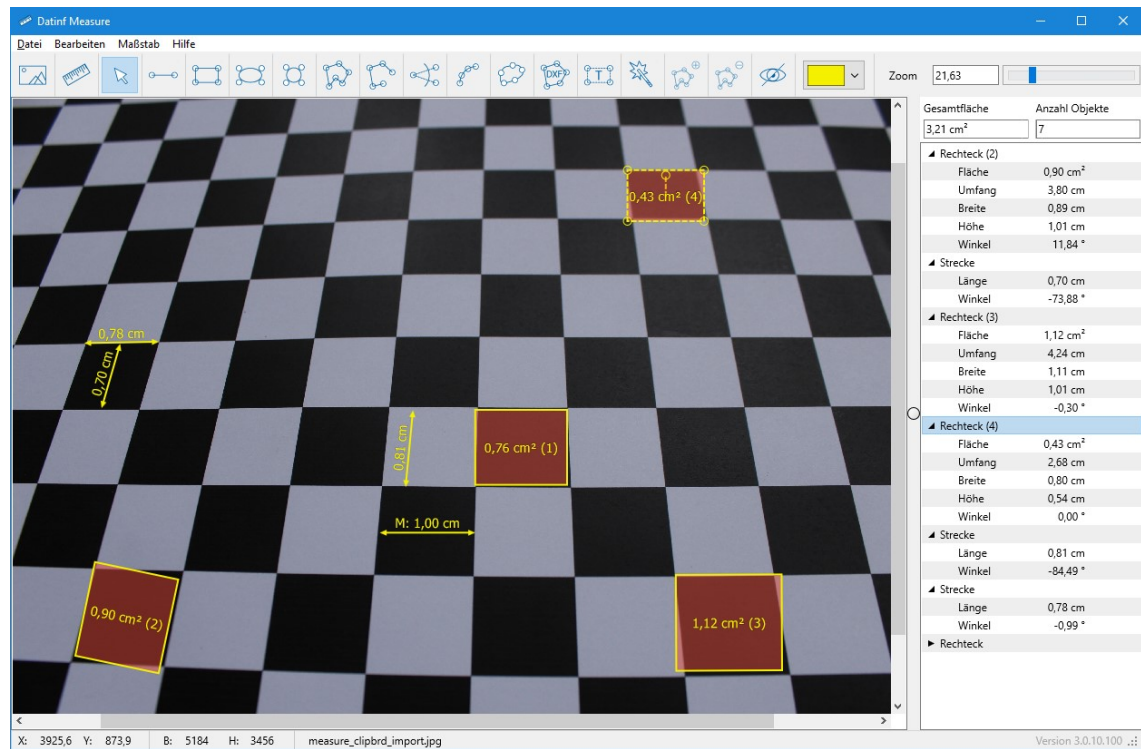 Datinf Measure
Datei Bearbeiten Maßstab Hilfe
DXF T Zoom 21,63
Gesamtfläche Anzahl Objekte
3,21 cm² 7
Rechteck (2)
Fläche 0,90 cm²
Umfang 3,80 cm
Breite 0,89 cm
Höhe 1,01 cm
Winkel 11,84 °
Strecke
Länge 0,70 cm
Winkel -73,88 °
Rechteck (3)
Fläche 1,12 cm²
Umfang 4,24 cm
Breite 1,11 cm
Höhe 1,01 cm
Winkel -0,30 °
Rechteck (4)
Fläche 0,43 cm²
Umfang 2,68 cm
Breite 0,80 cm
Höhe 0,54 cm
Winkel 0,00 °
Strecke
Länge 0,81 cm
Winkel -84,49 °
Strecke
Länge 0,78 cm
Winkel -0,99 °
Rechteck
0,43 cm² (4)
0,78 cm
0,70 cm
0,81 cm
0,76 cm² (1)
M: 1,00 cm
0,90 cm² (2)
1,12 cm² (3)
X: 3925,6 Y: 873,9 B: 5184 H: 3456 measure_clipbrd_import.jpg Version 3.0.10.100